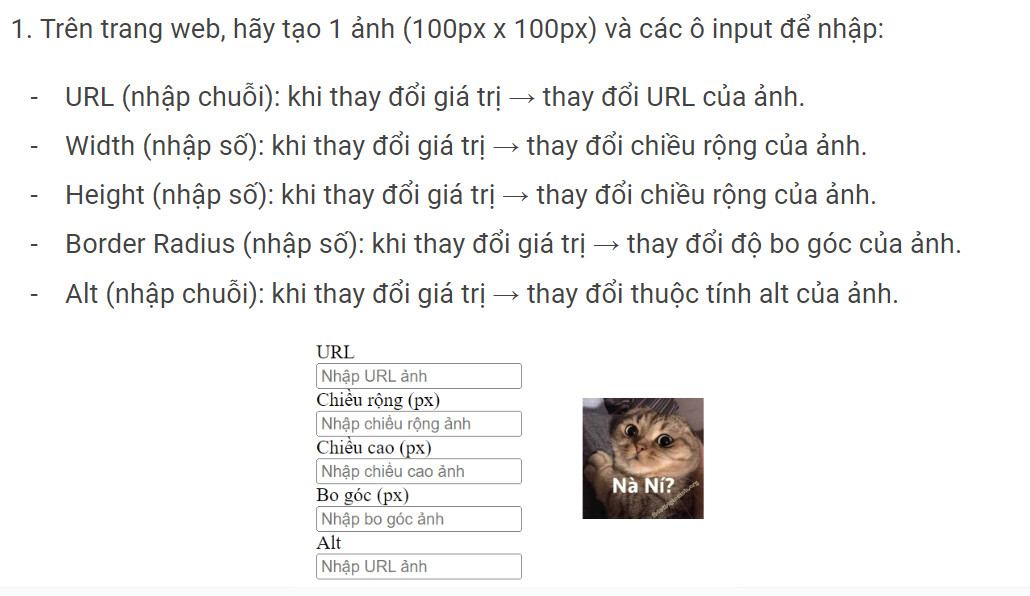 1. Trên trang web, hãy tạo 1 ảnh (100px x 100px) và các ô input để nhập:
- URL (nhập chuỗi): khi thay đổi giá trị → thay đổi URL của ảnh.
- Width (nhập số): khi thay đổi giá trị → thay đổi chiều rộng của ảnh.
- Height (nhập số): khi thay đổi giá trị → thay đổi chiều rộng của ảnh.
- Border Radius (nhập số): khi thay đổi giá trị → thay đổi độ bo góc của ảnh.
- Alt (nhập chuỗi): khi thay đổi giá trị → thay đổi thuộc tính alt của ảnh.
URL
Nhập URL ảnh
Chiều rộng (px)
Nhập chiều rộng ảnh
Chiều cao (px)
Nhập chiều cao ảnh
Bo góc (px)
Nhập bo góc ảnh
Alt
Nhập URL ảnh
Nà Ní?